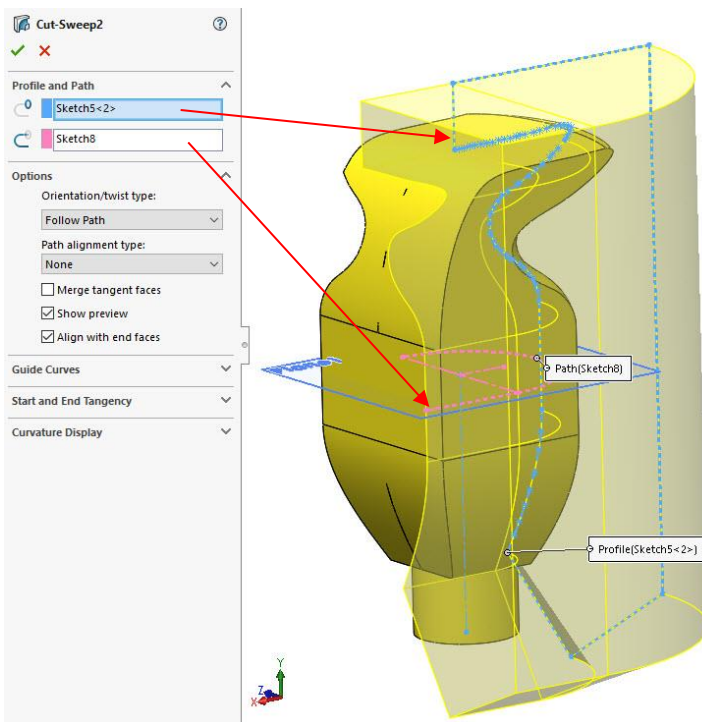 Cut-Sweep2
Profile and Path
Sketch5<2>
Sketch8
Options
Orientation/twist type:
Follow Path
Path alignment type:
None
Merge tangent faces
Show preview
Align with end faces
Guide Curves
Start and End Tangency
Curvature Display
Path(Sketch8)
Profile(Sketch5<2>)
Y
Z
X